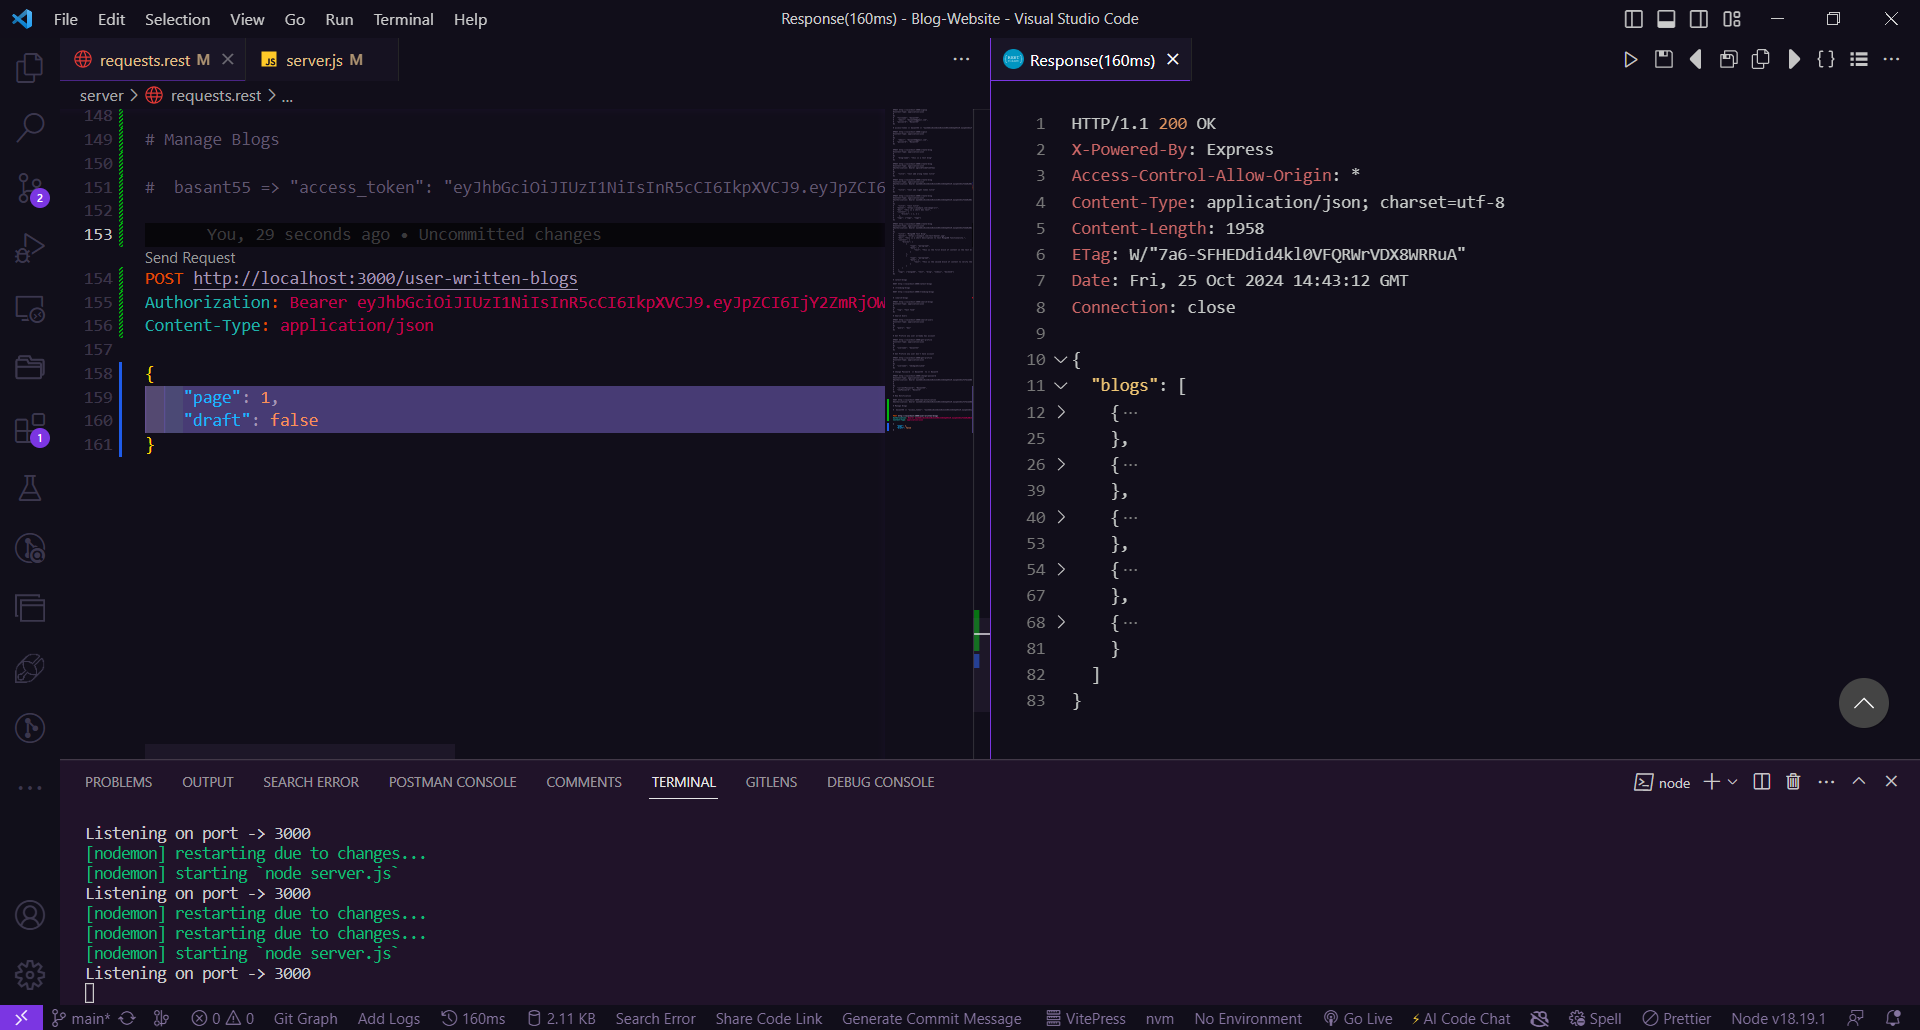 File Edit Selection View Go Run Terminal Help
Response(160ms) - Blog-Website - Visual Studio Code
requests.rest M
JS server.js M
server > requests.rest > ...
148
149 # Manage Blogs
150
151 # basant55 => "access_token": "eyJhbGciOiJIUzI1NiIsInR5cCI6IkpXVCJ9.eyJpZCI6
152
153 You, 29 seconds ago • Uncommitted changes
Send Request
154 POST http://localhost:3000/user-written-blogs
155 Authorization: Bearer eyJhbGciOiJIUzI1NiIsInR5cCI6IkpXVCJ9.eyJpZCI6IjY2ZmRjOW
156 Content-Type: application/json
157
158 {
159 "page": 1,
160 "draft": false
161 }
Response(160ms)
1 HTTP/1.1 200 OK
2 X-Powered-By: Express
3 Access-Control-Allow-Origin: *
4 Content-Type: application/json; charset=utf-8
5 Content-Length: 1958
6 ETag: W/"7a6-SFHEDdid4kl0VFQRWrVDX8WRRuA"
7 Date: Fri, 25 Oct 2024 14:43:12 GMT
8 Connection: close
9
10 {
11 "blogs": [
12 {...
25 },
26 {...
39 },
40 {...
53 },
54 {...
67 },
68 {...
81 }
82 ]
83 }
2
1
PROBLEMS OUTPUT SEARCH ERROR POSTMAN CONSOLE COMMENTS TERMINAL GITLENS DEBUG CONSOLE
node
Listening on port -> 3000
[nodemon] restarting due to changes...
[nodemon] starting `node server.js`
Listening on port -> 3000
[nodemon] restarting due to changes...
[nodemon] restarting due to changes...
[nodemon] starting `node server.js`
Listening on port -> 3000
main* 0 0 Git Graph Add Logs 160ms 2.11 KB Search Error Share Code Link Generate Commit Message VitePress nvm No Environment Go Live AI Code Chat Spell Prettier Node v18.19.1